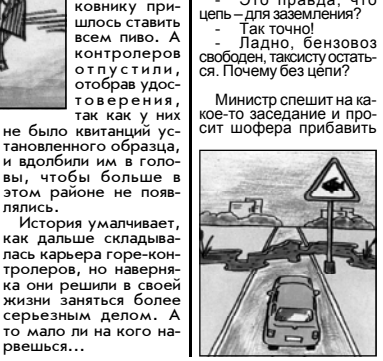 ковнику при-
шлось ставить
всем пиво. А
контролеров
отпустили,
отобрав удос-
товерения,
так как у них
не было квитанций ус-
тановленного образца,
и вдолбили им в голо-
вы, чтобы больше в
этом районе не появ-
лялись.
История умалчивает,
как дальше складыва-
лась карьера горе-кон-
тролеров, но наверня-
ка они решили в своей
жизни заняться более
серьезным делом. А
то мало ли на кого на-
рвешься...
- Это правда, что
цепь – для заземления?
- Так точно!
- Ладно, бензовоз
свободен, таксисту остать-
ся. Почему без цепи?
Министр спешит на ка-
кое-то заседание и про-
сит шофера прибавить